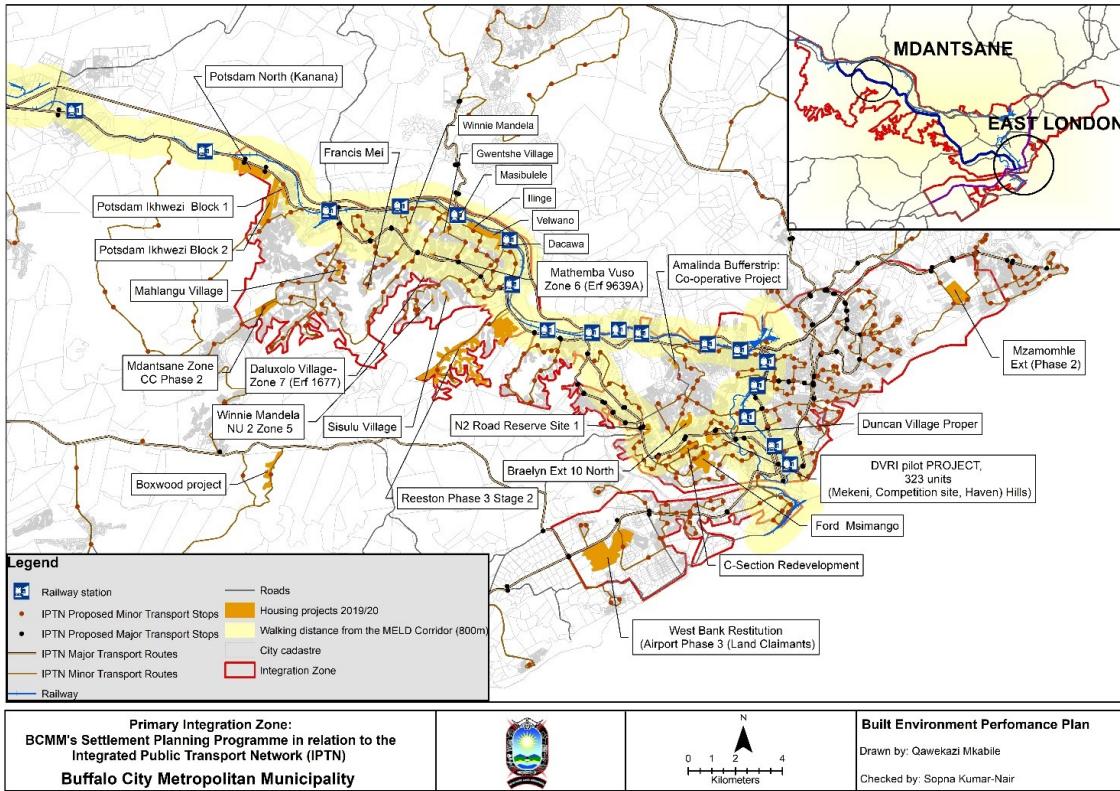 MDANTSANE
EAST LONDON
Potsdam North (Kanana)
Winnie Mandela
Francis Mei
Gwentshe Village
Masibulele
Ilinge
Velwano
Dacawa
Potsdam Ikhwezi Block 1
Potsdam Ikhwezi Block 2
Mahlangu Village
Mathemba Vuso
Zone 6 (Erf 9639A)
Amalinda Bufferstrip:
Co-operative Project
Mdantsane Zone
CC Phase 2
Daluxolo Village-
Zone 7 (Erf 1677)
Mzamomhle
Ext (Phase 2)
Winnie Mandela
NU 2 Zone 5
Sisulu Village
N2 Road Reserve Site 1
Duncan Village Proper
Braelyn Ext 10 North
Boxwood project
Reeston Phase 3 Stage 2
DVRI pilot PROJECT,
323 units
(Mekeni, Competition site, Haven) Hills)
Ford Msimango
C-Section Redevelopment
West Bank Restitution
(Airport Phase 3 (Land Claimants)
Legend
Railway station
IPTN Proposed Minor Transport Stops
IPTN Proposed Major Transport Stops
IPTN Major Transport Routes
IPTN Minor Transport Routes
Railway
Roads
Housing projects 2019/20
Walking distance from the MELD Corridor (800m)
City cadastre
Integration Zone
Primary Integration Zone:
BCMM's Settlement Planning Programme in relation to the
Integrated Public Transport Network (IPTN)
Buffalo City Metropolitan Municipality
N
0 1 2 4
Kilometers
Built Environment Perfomance Plan
Drawn by: Qawekazi Mkabile
Checked by: Sopna Kumar-Nair